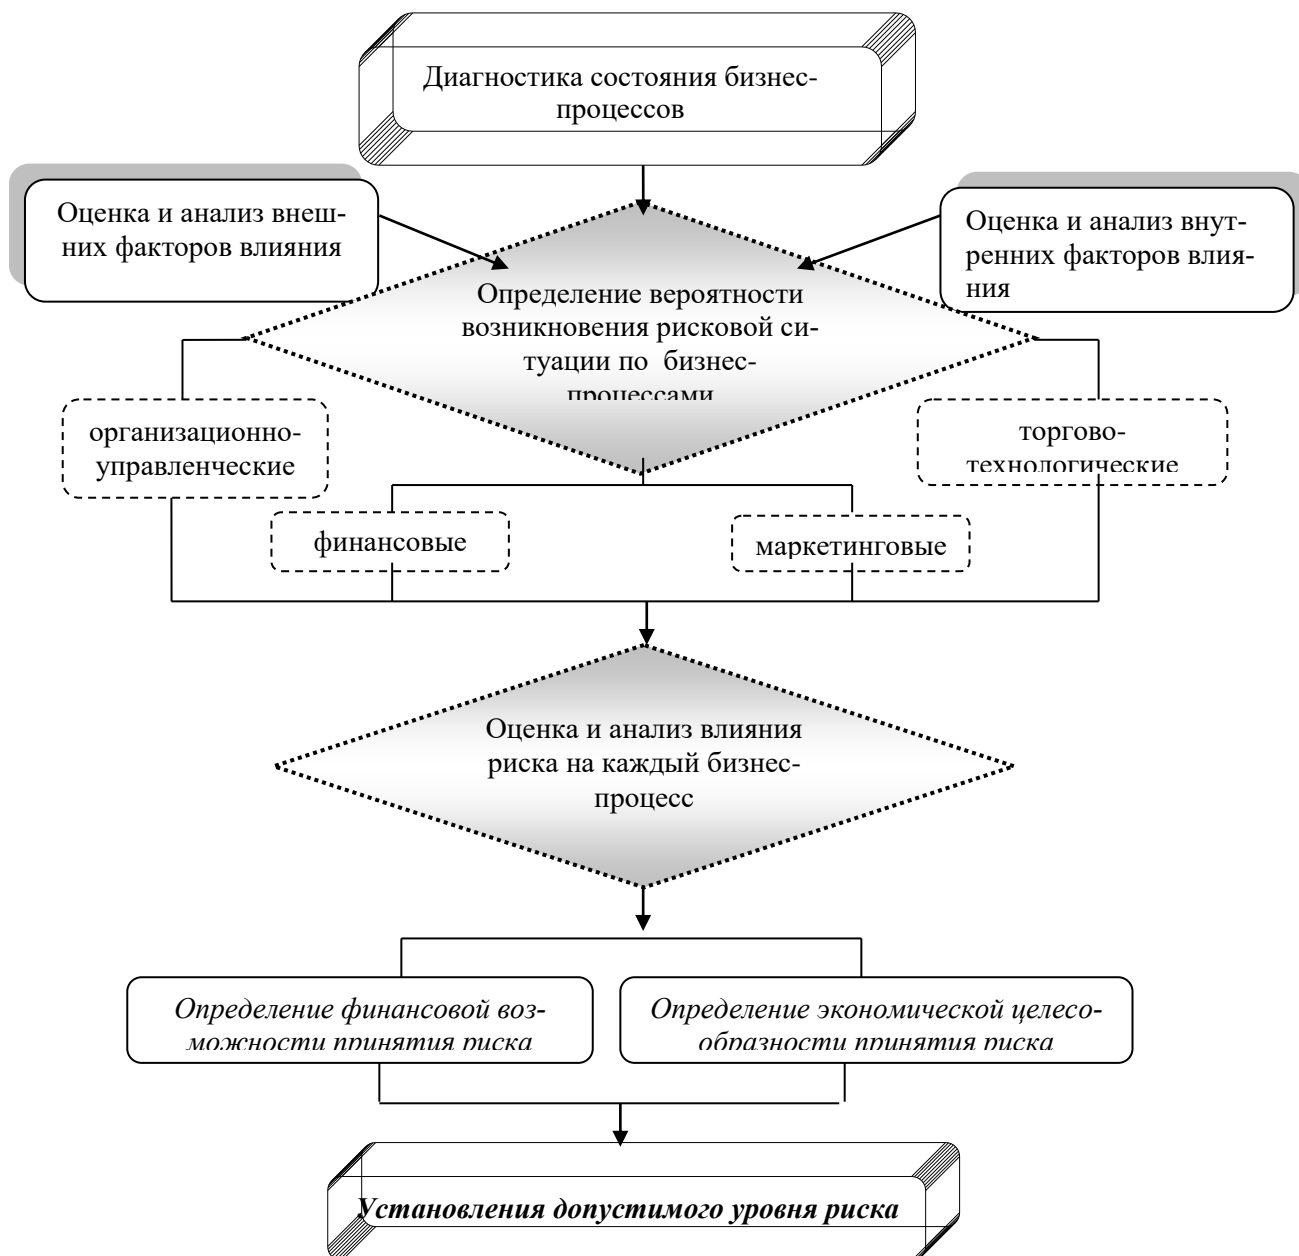 Диагностика состояния бизнес-
процессов
Оценка и анализ внеш-
них факторов влияния
Оценка и анализ внут-
ренних факторов влия-
ния
Определение вероятности
возникновения рисковой си-
туации по бизнес-
процессами
организационно-
управленческие
торгово-
технологические
финансовые
маркетинговые
Оценка и анализ влияния
риска на каждый бизнес-
процесс
Определение финансовой воз-
можности принятия риска
Определение экономической целесо-
образности принятия риска
Установления допустимого уровня риска